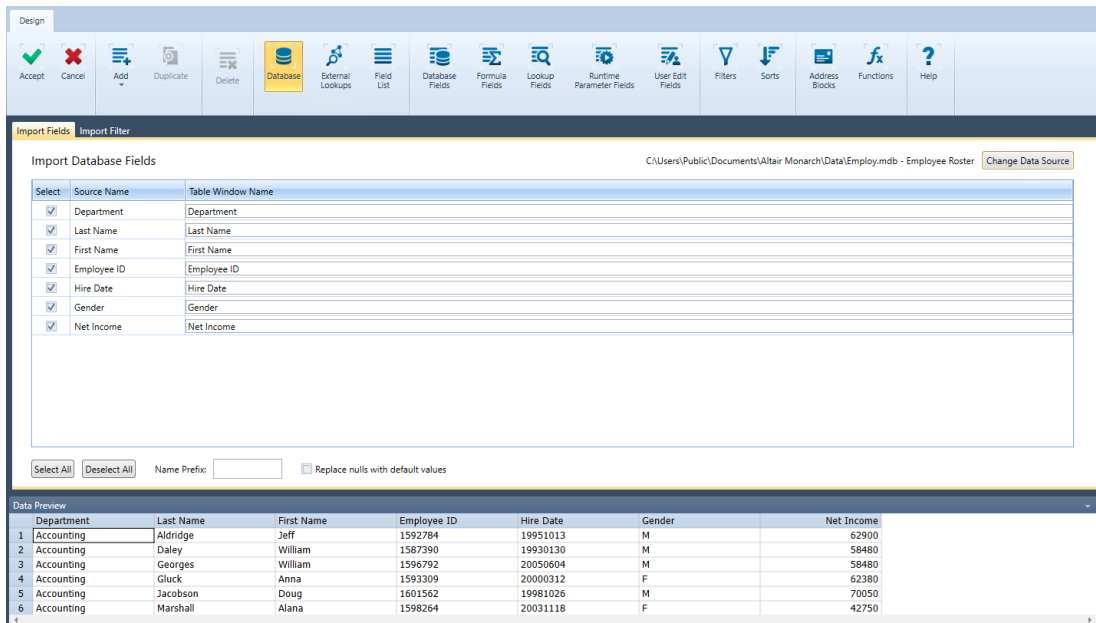 Design
Accept Cancel Add Duplicate Delete Database External Lookups Field List Database Fields Formula Fields Lookup Fields Runtime Parameter Fields User Edit Fields Filters Sorts Address Blocks Functions Help
Import Fields Import Filter
Import Database Fields C:\Users\Public\Documents\Altair Monarch\Data\Employ.mdb - Employee Roster Change Data Source
Select Source Name Table Window Name
Department Department
Last Name Last Name
First Name First Name
Employee ID Employee ID
Hire Date Hire Date
Gender Gender
Net Income Net Income
Select All Deselect All Name Prefix: Replace nulls with default values
Data Preview
Department Last Name First Name Employee ID Hire Date Gender Net Income
1 Accounting Aldridge Jeff 1592784 19951013 M 62900
2 Accounting Daley William 1587390 19930130 M 58480
3 Accounting Georges William 1596792 20050604 M 58480
4 Accounting Gluck Anna 1593309 20000312 F 62380
5 Accounting Jacobson Doug 1601562 19981026 M 70050
6 Accounting Marshall Alana 1598264 20031118 F 42750